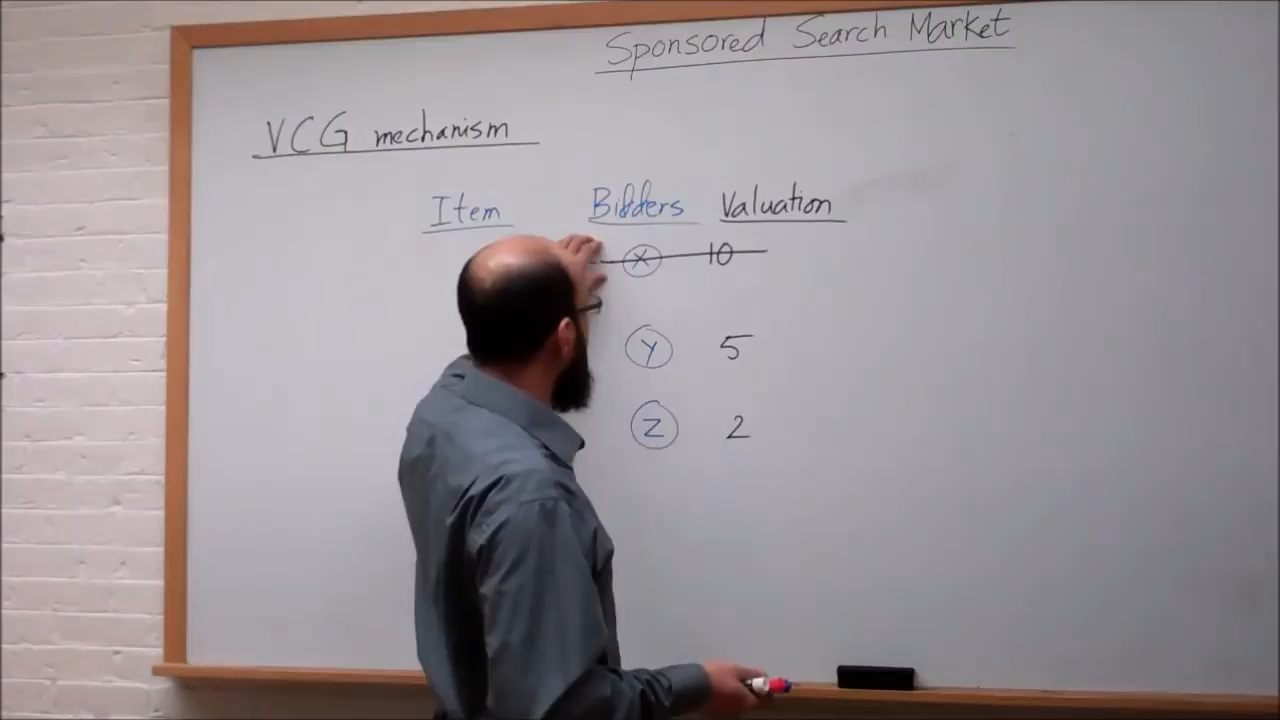 Sponsored Search Market
VCG mechanism
Item Bidders Valuation
X 10
Y 5
Z 2